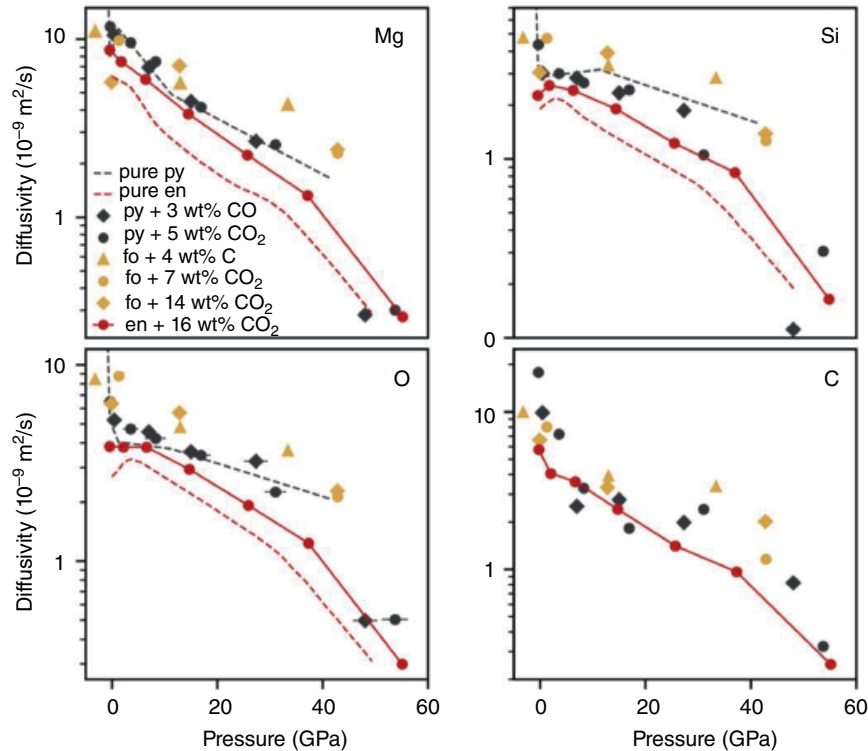 Mg
Si
10
1
Diffusivity (10⁻⁹ m²/s)
pure py
pure en
py + 3 wt% CO
py + 5 wt% CO₂
fo + 4 wt% C
fo + 7 wt% CO₂
fo + 14 wt% CO₂
en + 16 wt% CO₂
1
0
O
C
10
1
Diffusivity (10⁻⁹ m²/s)
10
1
0 20 40 60
0 20 40 60
Pressure (GPa)
Pressure (GPa)